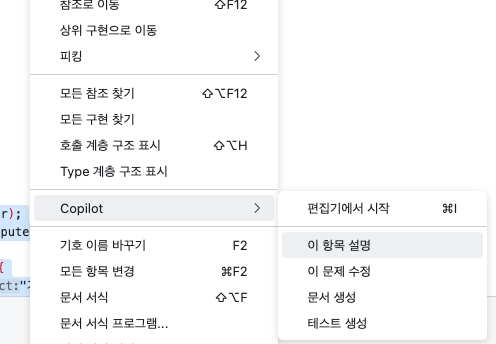 참조로 이동 ⇧F12
상위 구현으로 이동
피킹
모든 참조 찾기 ⇧⌥F12
모든 구현 찾기
호출 계층 구조 표시 ⇧⌥H
Type 계층 구조 표시
r);
Copilot
편집기에서 시작 ⌘I
pute
기호 이름 바꾸기 F2
이 항목 설명
{
모든 항목 변경 ⌘F2
이 문제 수정
ct:"
문서 서식 ⇧⌥F
문서 생성
문서 서식 프로그램...
테스트 생성